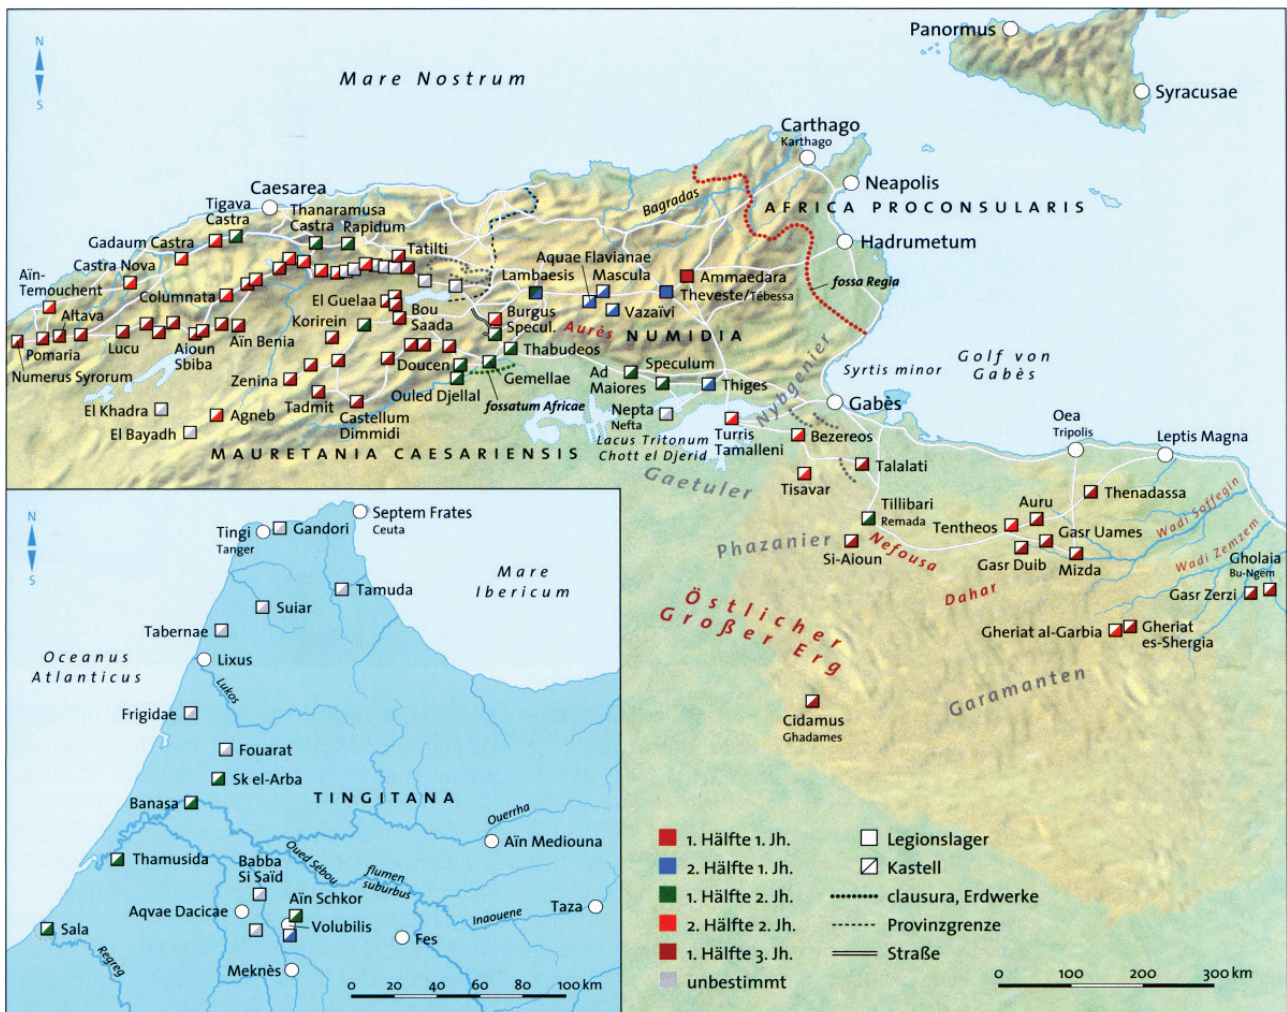 Panormus
Syracusae
N
S
Mare Nostrum
Carthago
Karthago
Neapolis
Caesarea
Bagradas
AFRICA PROCONSULARIS
Tigava
Castra
Thanaramusa
Castra
Rapidum
Hadrumetum
Gadaum Castra
Tatilti
Aquae Flavianae
Lambaesis
Mascula
Ammaedara
fossa Regia
Castra Nova
Aïn-
Temouchent
Columnata
El Guelaa
Theveste/Tébessa
Altava
Korirein
Bou
Saada
Burgus
Specul.
Vazaïvi
Aurès
NUMIDIA
Pomaria
Lucu
Aioun
Sbiba
Aïn Benia
Thabudeos
Speculum
Golf von
Gabès
Numerus Syrorum
Zenina
Doucen
Gemellae
Ad
Maiores
Thiges
Nybgenier
Syrtis minor
Ouled Djellal
fossatum Africae
Tadmit
Castellum
Dimmidi
El Khadra
Agneb
El Bayadh
Nepta
Nefta
Gabès
Oea
Tripolis
Leptis Magna
Lacus Tritonum
Chott el Djerid
Turris
Tamalleni
Bezereos
MAURETANIA CAESARIENSIS
Gaetuler
Tisavar
Talalati
Thenadassa
Wadi Soffegin
Tillibari
Remada
Auru
Tentheos
Gasr Uames
Wadi Zemzem
Phazanier
Si-Aioun
Nefousa
Gasr Duib
Mizda
Gholaia
Bu-Ngem
Dahar
Gasr Zerzi
Östlicher
Großer Erg
Gheriat al-Garbia
Gheriat
es-Shergia
Garamanten
Cidamus
Ghadames
N
S
Septem Frates
Ceuta
Tingi
Tanger
Gandori
Mare
Ibericum
Tamuda
Suiar
Tabernae
Oceanus
Atlanticus
Lixus
Lukos
Frigidae
Fouarat
Sk el-Arba
TINGITANA
Banasa
Ouerrha
Aïn Mediouna
Thamusida
Babba
Si Saïd
Oued Sébou
flumen
suburbus
Aïn Schkor
Aqvae Dacicae
Volubilis
Inaouene
Taza
Sala
Fes
Regreg
Meknès
0 20 40 60 80 100 km
1. Hälfte 1. Jh.
2. Hälfte 1. Jh.
1. Hälfte 2. Jh.
2. Hälfte 2. Jh.
1. Hälfte 3. Jh.
unbestimmt
Legionslager
Kastell
clausura, Erdwerke
Provinzgrenze
Straße
0 100 200 300 km